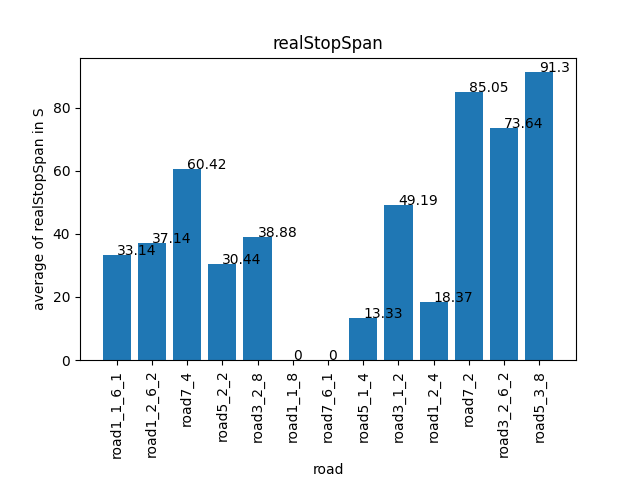 realStopSpan
average of realStopSpan in S
80
60
40
20
0
33.14
37.14
60.42
30.44
38.88
0
0
13.33
49.19
18.37
85.05
73.64
91.3
road1_1_6_1
road1_2_6_2
road7_4
road5_2_2
road3_2_8
road1_1_8
road7_6_1
road5_1_4
road3_1_2
road1_2_4
road7_2
road3_2_6_2
road5_3_8
road